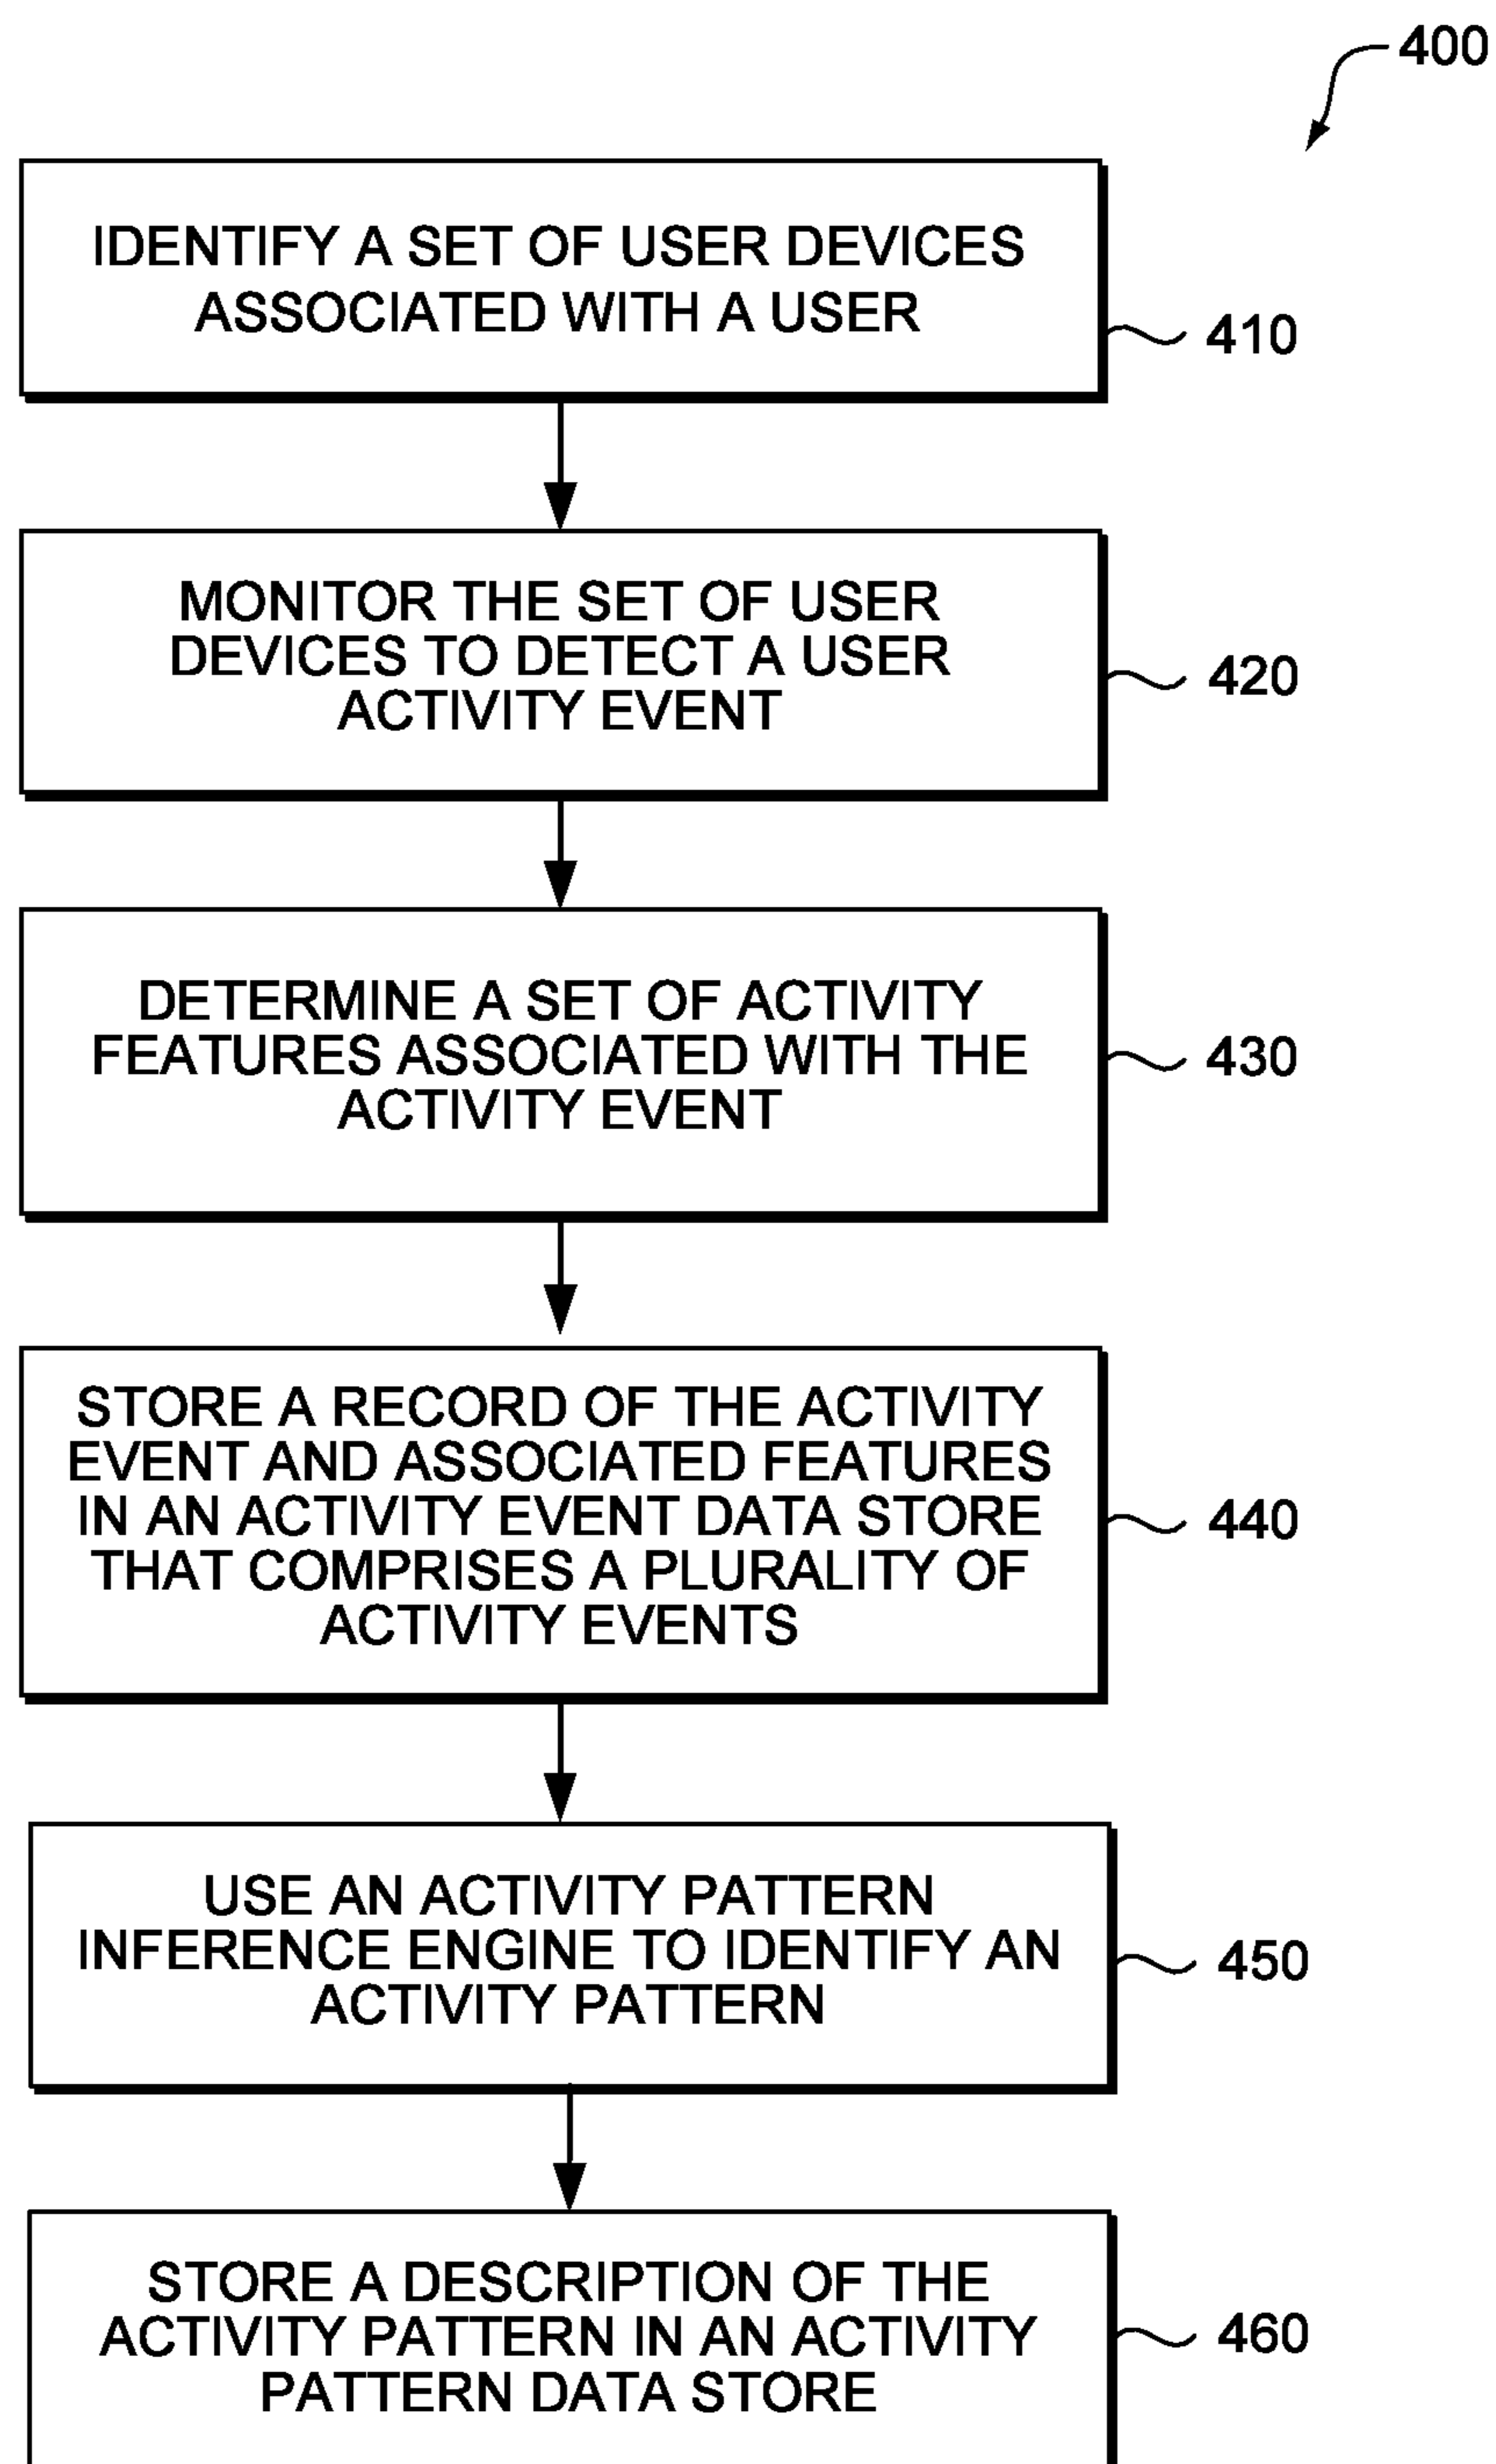 400
IDENTIFY A SET OF USER DEVICES
ASSOCIATED WITH A USER
410
MONITOR THE SET OF USER
DEVICES TO DETECT A USER
ACTIVITY EVENT
420
DETERMINE A SET OF ACTIVITY
FEATURES ASSOCIATED WITH THE
ACTIVITY EVENT
430
STORE A RECORD OF THE ACTIVITY
EVENT AND ASSOCIATED FEATURES
IN AN ACTIVITY EVENT DATA STORE
THAT COMPRISES A PLURALITY OF
ACTIVITY EVENTS
440
USE AN ACTIVITY PATTERN
INFERENCE ENGINE TO IDENTIFY AN
ACTIVITY PATTERN
450
STORE A DESCRIPTION OF THE
ACTIVITY PATTERN IN AN ACTIVITY
PATTERN DATA STORE
460